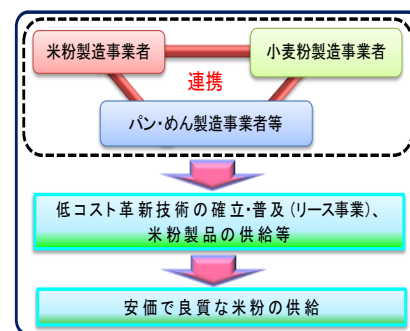 米粉製造事業者
小麦粉製造事業者
連携
パン・めん製造事業者等
低コスト革新技術の確立・普及（リース事業）、
米粉製品の供給等
安価で良質な米粉の供給